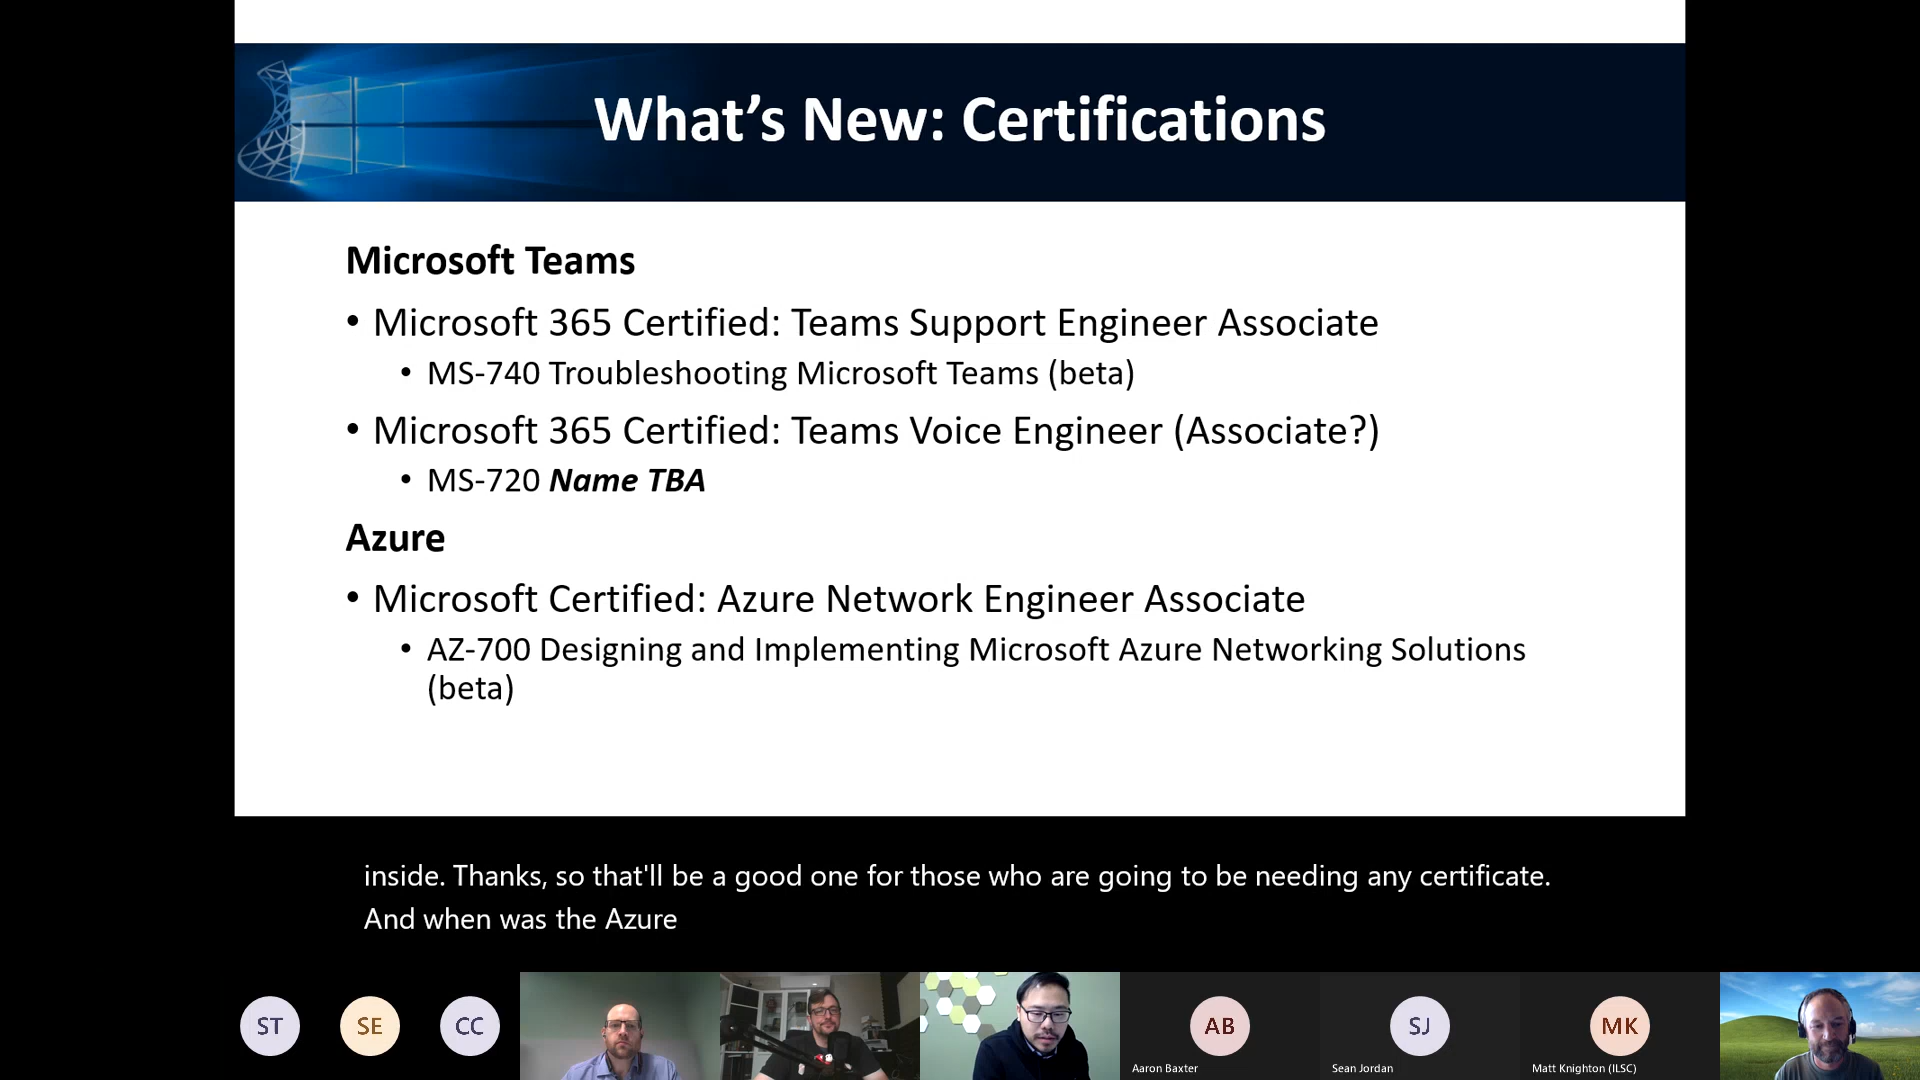 What's New: Certifications
Microsoft Teams
• Microsoft 365 Certified: Teams Support Engineer Associate
• MS-740 Troubleshooting Microsoft Teams (beta)
• Microsoft 365 Certified: Teams Voice Engineer (Associate?)
• MS-720 Name TBA
Azure
• Microsoft Certified: Azure Network Engineer Associate
• AZ-700 Designing and Implementing Microsoft Azure Networking Solutions
(beta)
inside. Thanks, so that'll be a good one for those who are going to be needing any certificate.
And when was the Azure
ST
SE
CC
AB
Aaron Baxter
SJ
Sean Jordan
MK
Matt Knighton (ILSC)